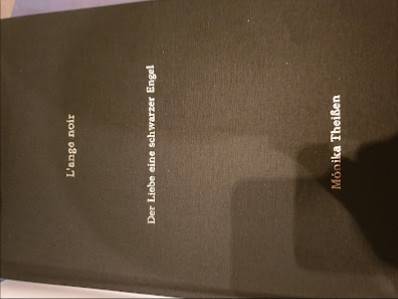 L'ange noir
Der Liebe eine schwarzer Engel
Monika Theißen